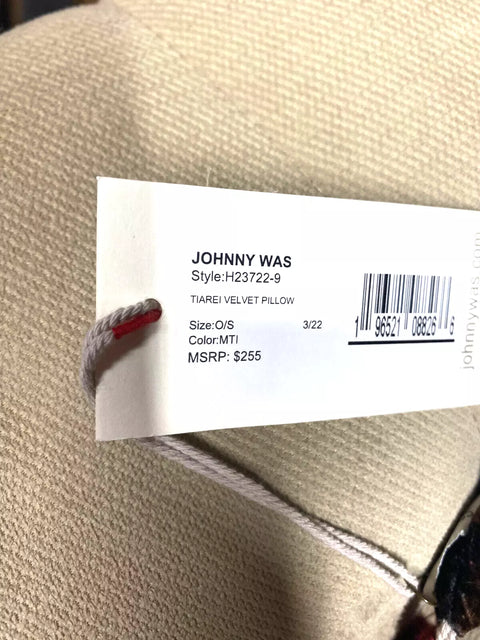 JOHNNY WAS
Style:H23722-9
TIAREI VELVET PILLOW
Size:O/S 3/22
Color:MTI
MSRP: $255
1 96521 08826 6
johnnywas.com